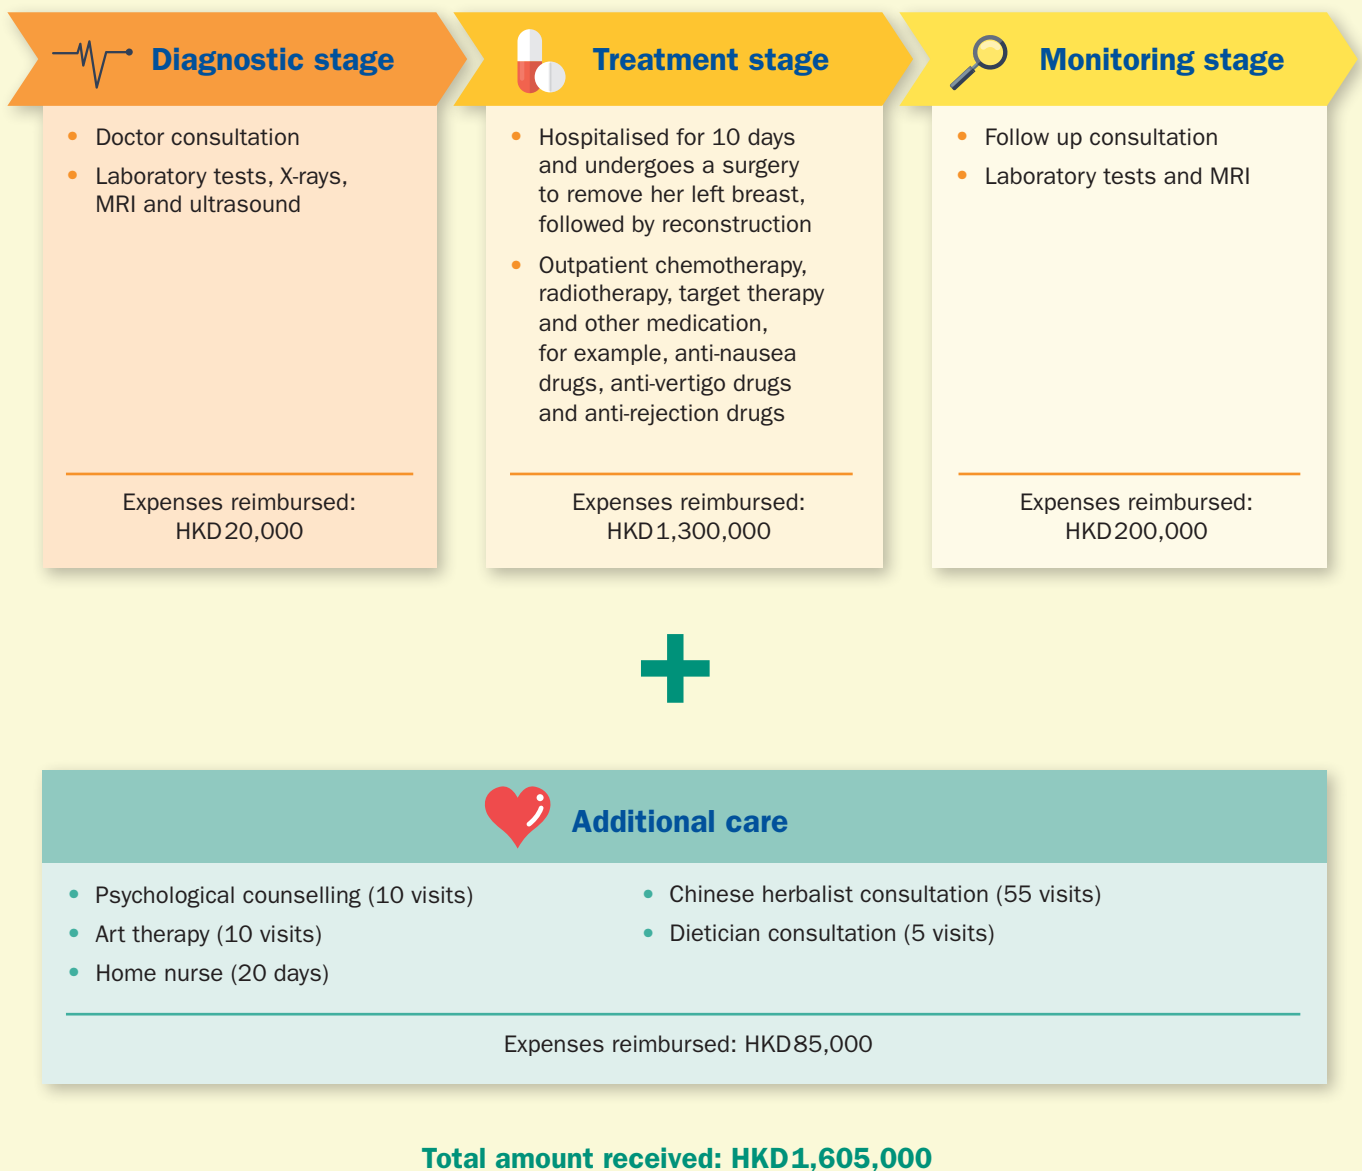 Diagnostic stage
• Doctor consultation
• Laboratory tests, X-rays,
MRI and ultrasound
Expenses reimbursed:
HKD20,000
Treatment stage
• Hospitalised for 10 days
and undergoes a surgery
to remove her left breast,
followed by reconstruction
• Outpatient chemotherapy,
radiotherapy, target therapy
and other medication,
for example, anti-nausea
drugs, anti-vertigo drugs
and anti-rejection drugs
Expenses reimbursed:
HKD1,300,000
Monitoring stage
• Follow up consultation
• Laboratory tests and MRI
Expenses reimbursed:
HKD200,000
+
Additional care
• Psychological counselling (10 visits)
• Art therapy (10 visits)
• Home nurse (20 days)
• Chinese herbalist consultation (55 visits)
• Dietician consultation (5 visits)
Expenses reimbursed: HKD85,000
Total amount received: HKD1,605,000